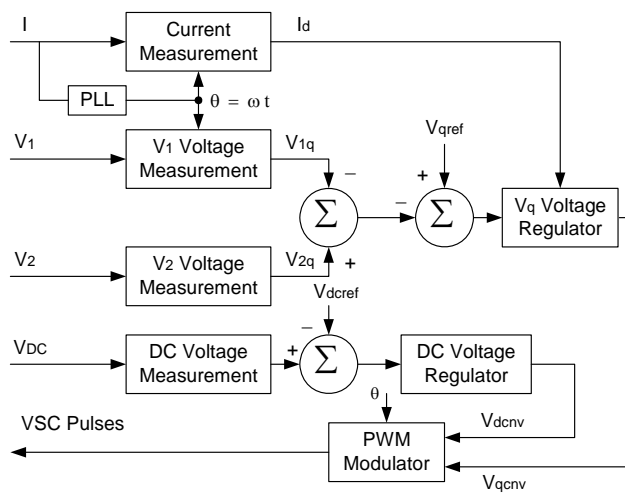 I
Current
Measurement
Id
PLL
θ = ω t
V1
V1 Voltage
Measurement
V1q
Vqref
−
+
Σ
−
Σ
Vq Voltage
Regulator
V2
V2 Voltage
Measurement
V2q
+
Vdcref
−
VDC
DC Voltage
Measurement
+
Σ
DC Voltage
Regulator
θ
Vdcnv
VSC Pulses
PWM
Modulator
Vqcnv